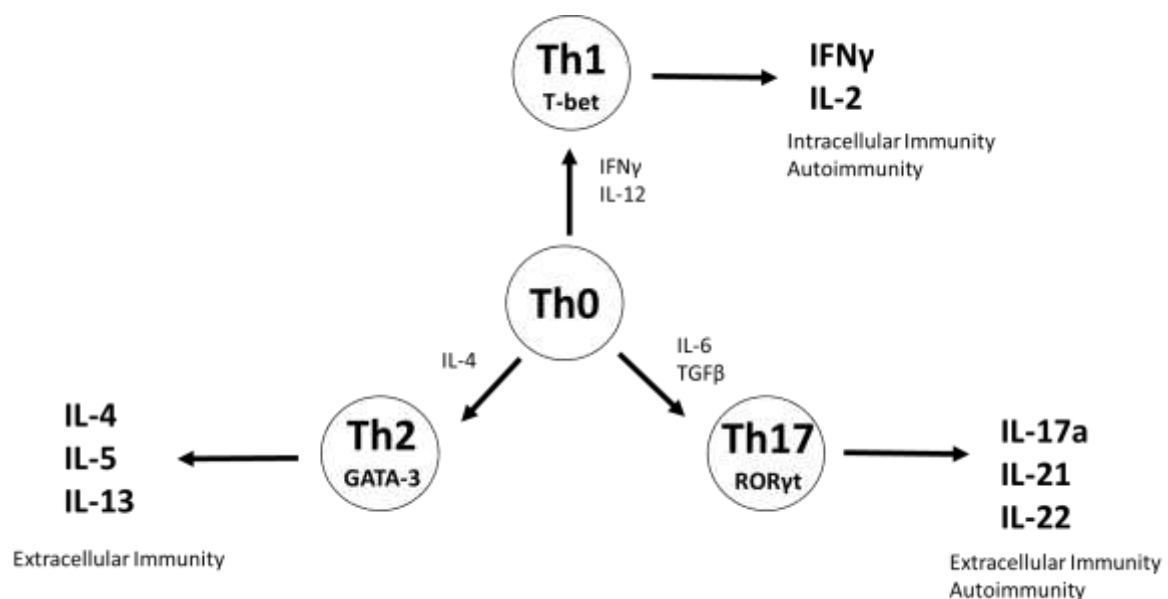 Th1
T-bet
IFNγ
IL-2
Intracellular Immunity
Autoimmunity
IFNγ
IL-12
Th0
IL-4
IL-6
TGFβ
IL-4
IL-5
IL-13
Extracellular Immunity
Th2
GATA-3
Th17
RORγt
IL-17a
IL-21
IL-22
Extracellular Immunity
Autoimmunity